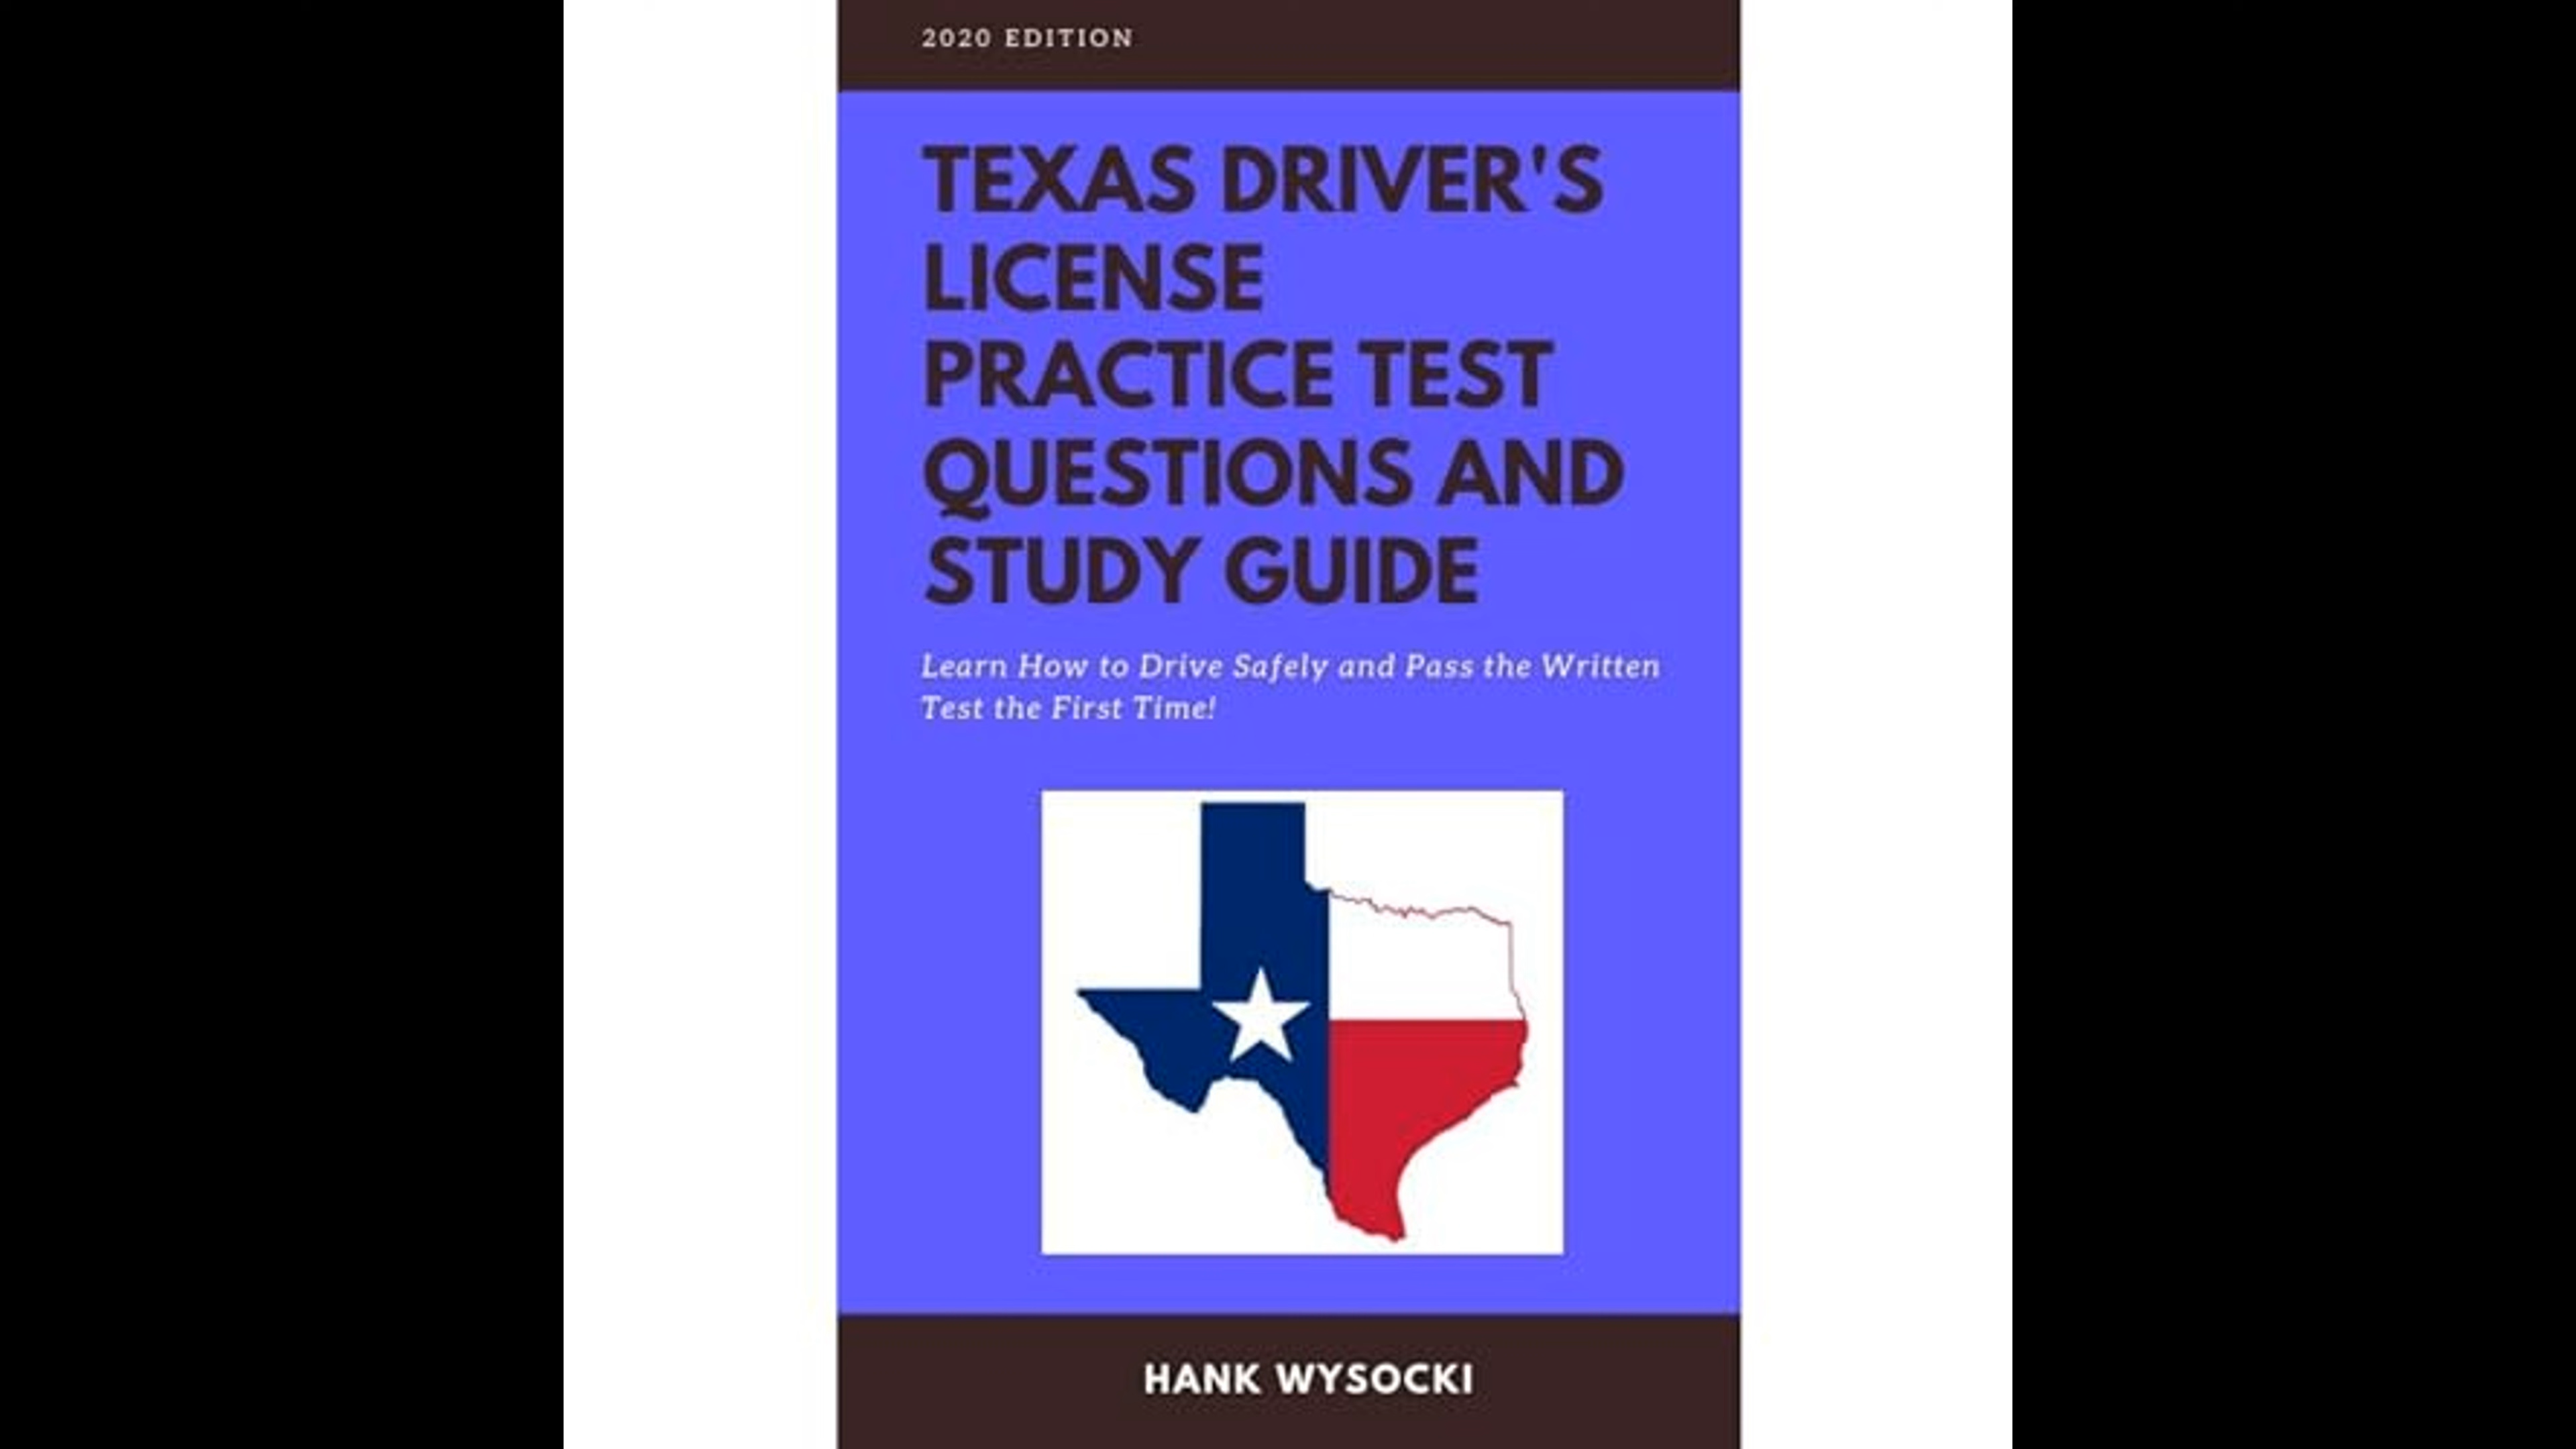 2020 EDITION
TEXAS DRIVER'S
LICENSE
PRACTICE TEST
QUESTIONS AND
STUDY GUIDE
Learn How to Drive Safely and Pass the Written
Test the First Time!
HANK WYSOCKI